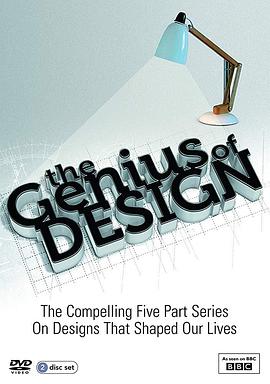 the
Genius of
DESIGN
The Compelling Five Part Series
On Designs That Shaped Our Lives
DVD
VIDEO
2 disc set
As seen on BBC
BBC